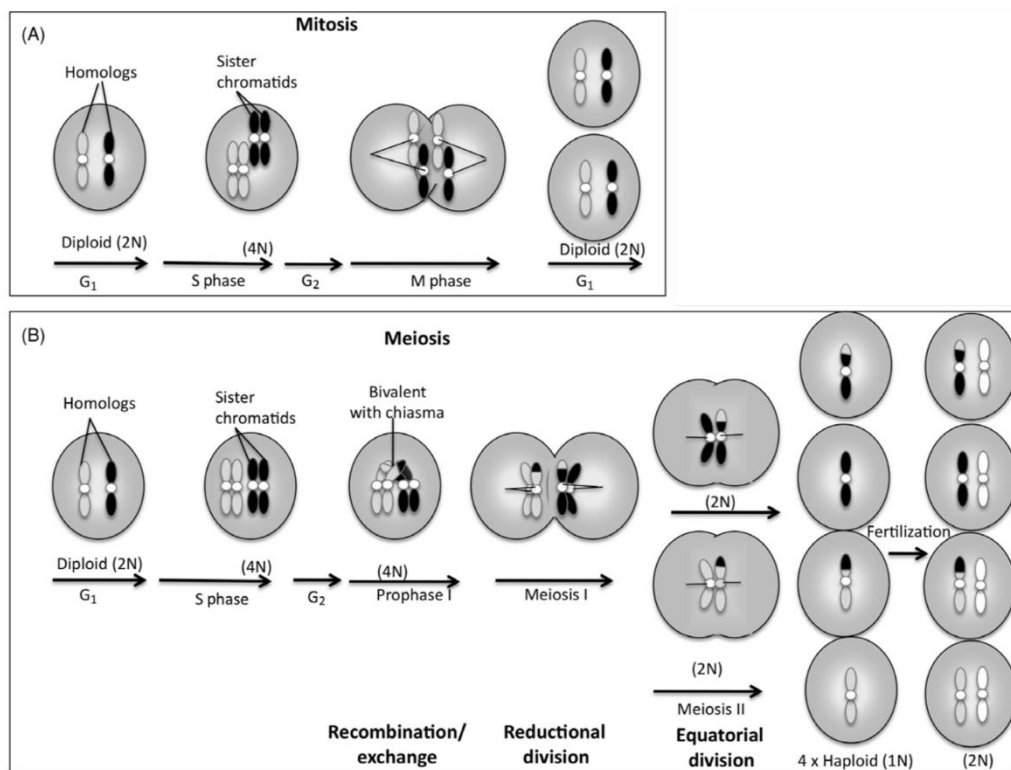 (A)
Mitosis
Homologs
Sister
chromatids
Diploid (2N)
(4N)
Diploid (2N)
G₁
S phase
G₂
M phase
G₁
(B)
Meiosis
Homologs
Sister
chromatids
Bivalent
with chiasma
(2N)
Fertilization
Diploid (2N)
(4N)
(4N)
G₁
S phase
G₂
Prophase I
Meiosis I
(2N)
Meiosis II
Recombination/
exchange
Reductional
division
Equatorial
division
4 x Haploid (1N)
(2N)